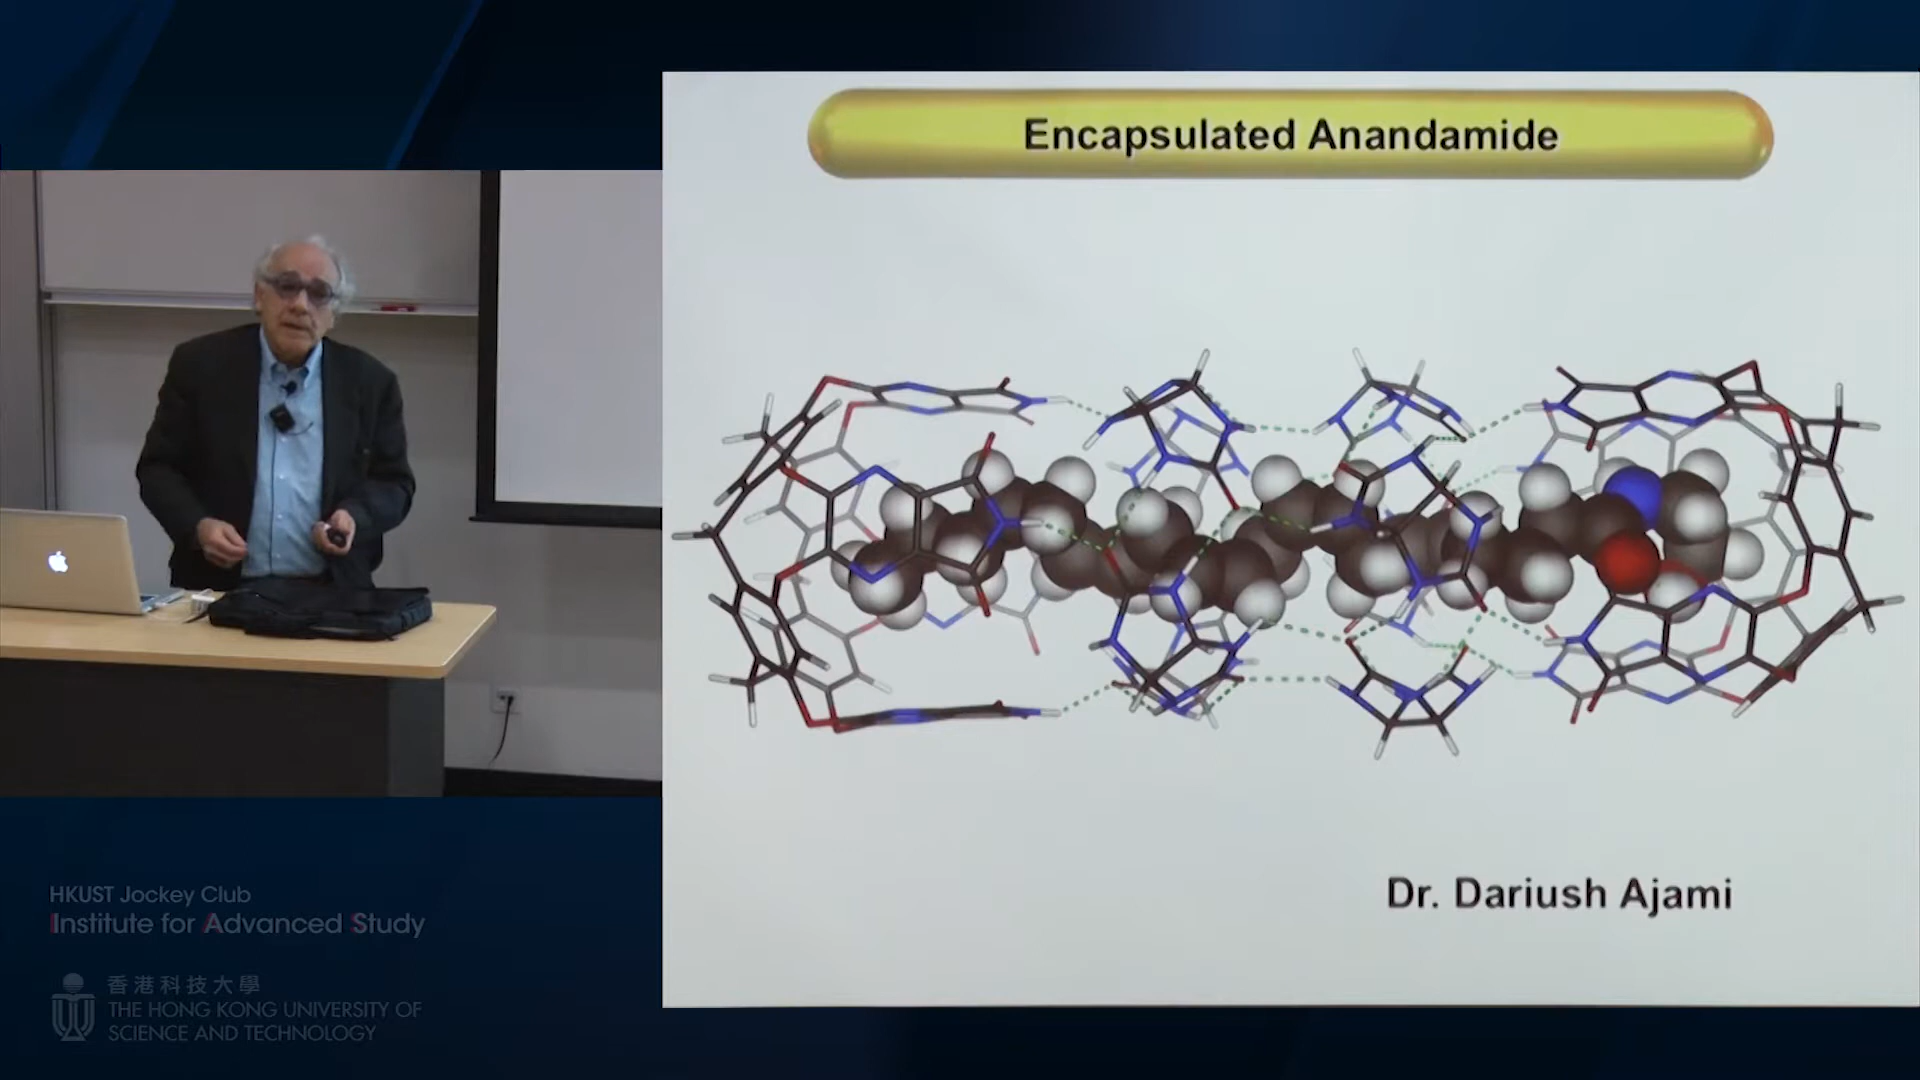 Encapsulated Anandamide
Dr. Dariush Ajami
HKUST Jockey Club
Institute for Advanced Study
香港科技大學
THE HONG KONG UNIVERSITY OF
SCIENCE AND TECHNOLOGY